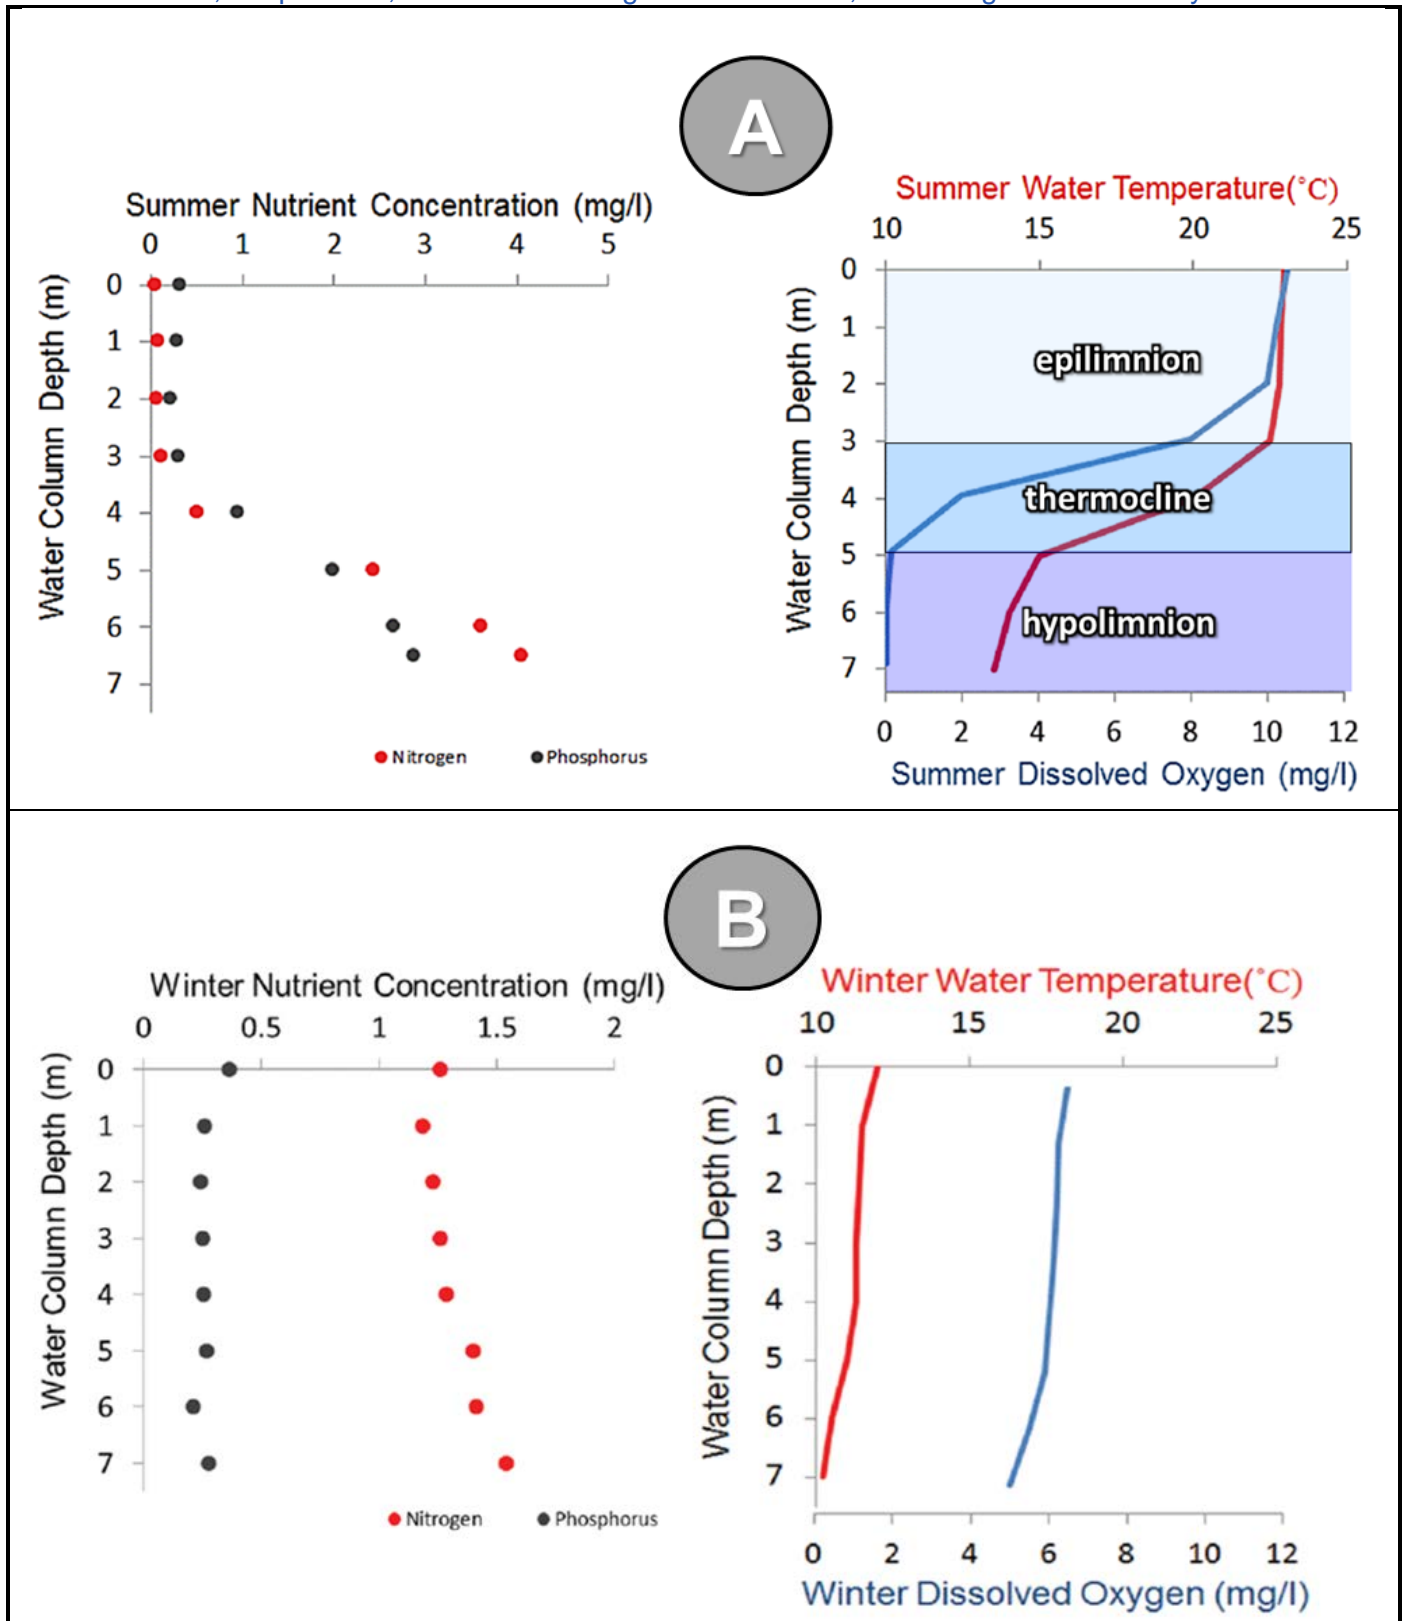 A
Summer Nutrient Concentration (mg/l)
0 1 2 3 4 5
Water Column Depth (m)
0
1
2
3
4
5
6
7
Nitrogen Phosphorus
Summer Water Temperature(°C)
10 15 20 25
Water Column Depth (m)
0
1
2
3
4
5
6
7
epilimnion
thermocline
hypolimnion
0 2 4 6 8 10 12
Summer Dissolved Oxygen (mg/l)
B
Winter Nutrient Concentration (mg/l)
0 0.5 1 1.5 2
Water Column Depth (m)
0
1
2
3
4
5
6
7
Nitrogen Phosphorus
Winter Water Temperature(°C)
10 15 20 25
Water Column Depth (m)
0
1
2
3
4
5
6
7
0 2 4 6 8 10 12
Winter Dissolved Oxygen (mg/l)